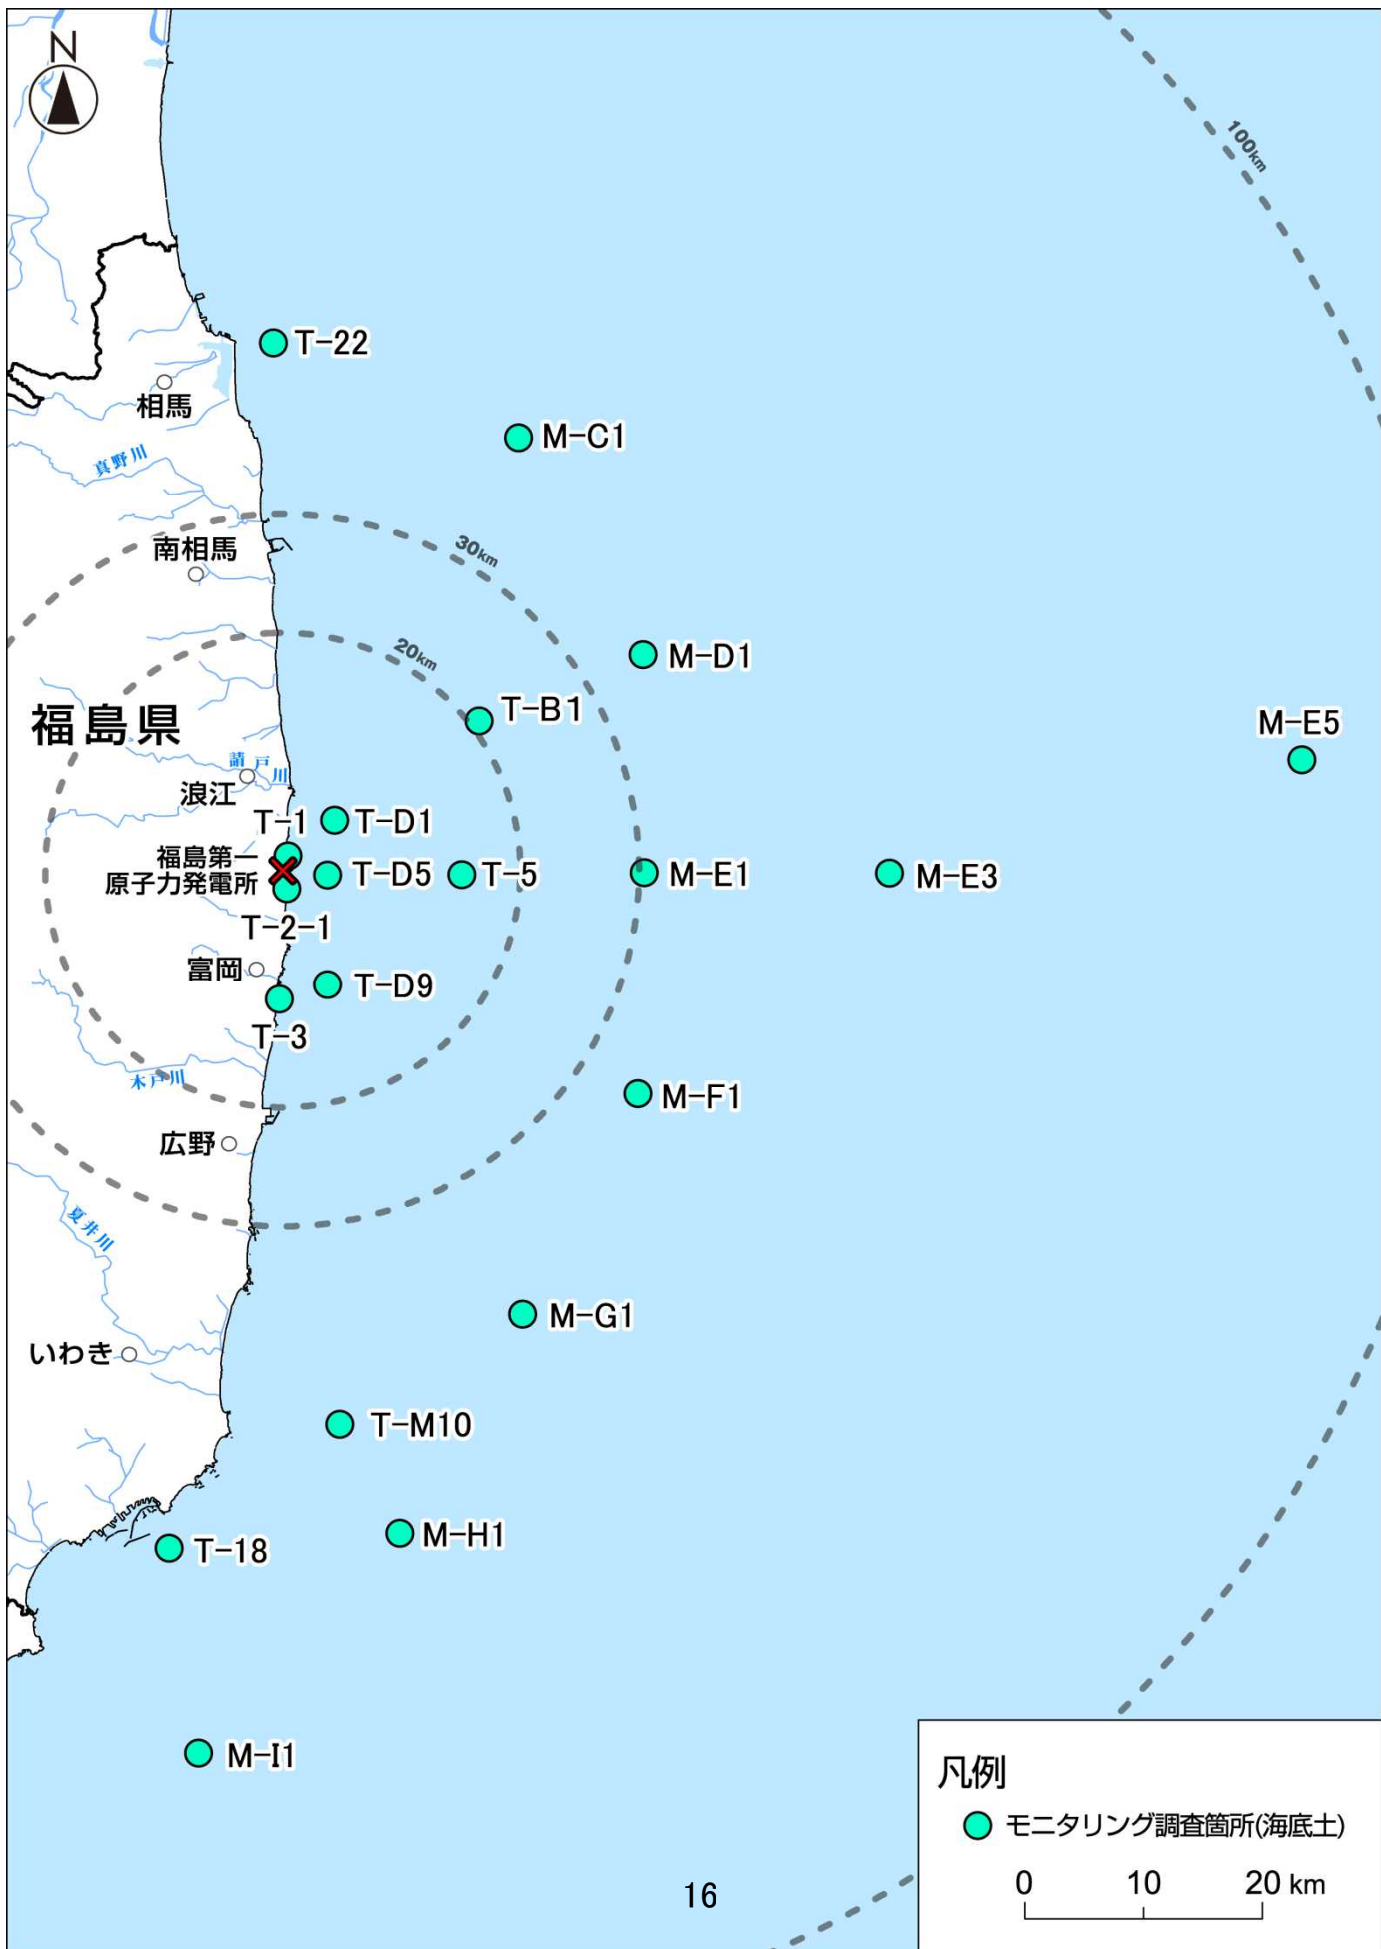 N
100km
T-22
相馬
M-C1
真野川
南相馬
30km
20km
M-D1
T-B1
福島県
M-E5
請戸川
浪江
T-1
T-D1
福島第一
原子力発電所
T-D5
T-5
M-E1
M-E3
T-2-1
富岡
T-D9
T-3
木戸川
M-F1
広野
夏井川
M-G1
いわき
T-M10
M-H1
T-18
M-I1
凡例
モニタリング調査箇所(海底土)
0 10 20 km
16